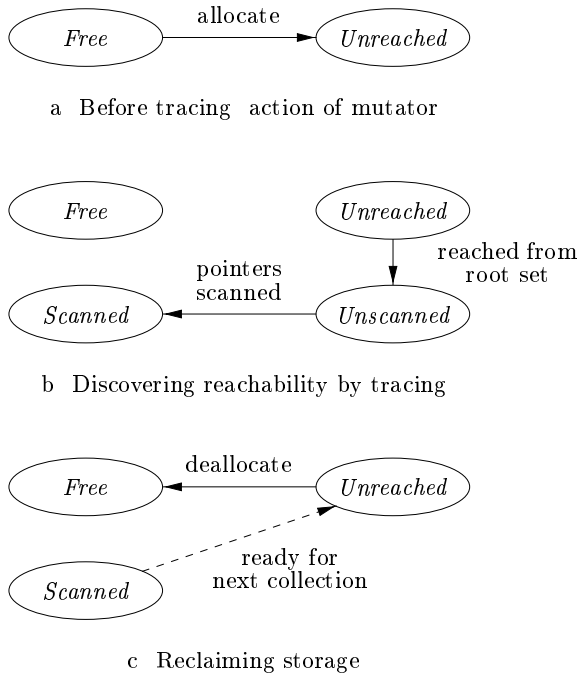 allocate
Free Unreached
a Before tracing action of mutator
Free Unreached
reached from
root set
pointers
scanned
Scanned Unscanned
b Discovering reachability by tracing
deallocate
Free Unreached
ready for
next collection
Scanned
c Reclaiming storage